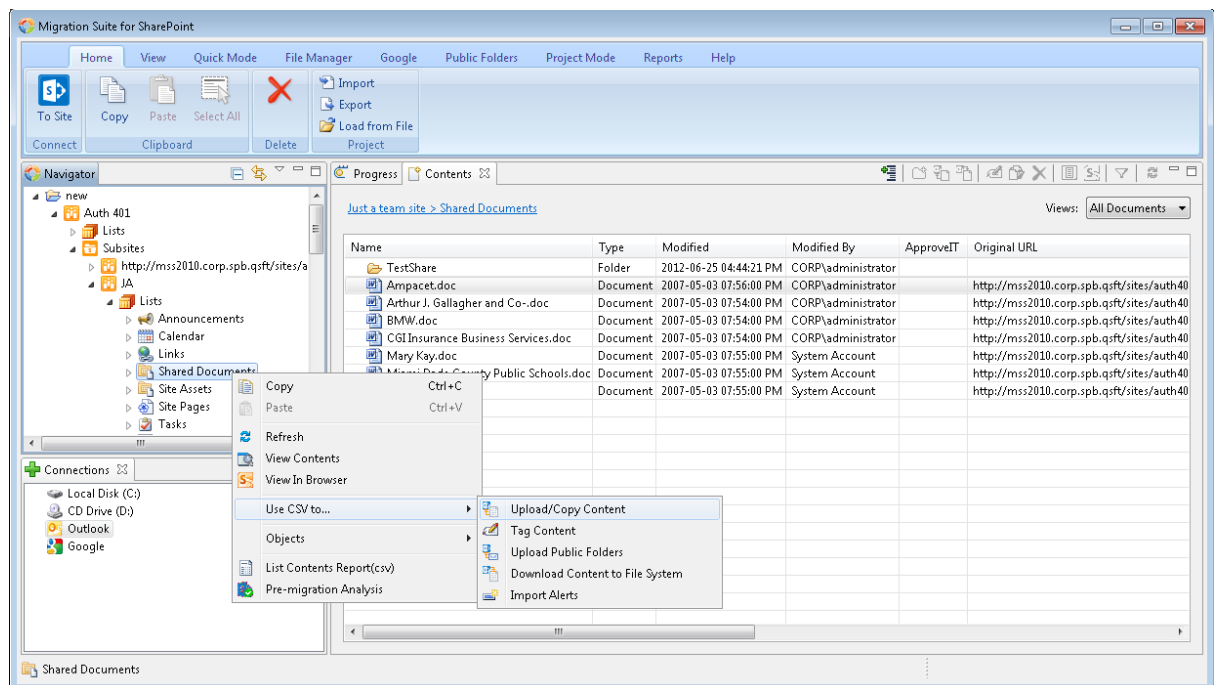 Migration Suite for SharePoint
Home View Quick Mode File Manager Google Public Folders Project Mode Reports Help
To Site Copy Paste Select All
Import
Export
Load from File
Connect Clipboard Delete Project
Navigator
new
Auth 401
Lists
Subsites
http://mss2010.corp.spb.qsft/sites/a
JA
Lists
Announcements
Calendar
Links
Shared Documents
Site Assets
Site Pages
Tasks
Connections
Local Disk (C:)
CD Drive (D:)
Outlook
Google
Progress Contents
Just a team site > Shared Documents
Views: All Documents
Name Type Modified Modified By ApproveIT Original URL
TestShare Folder 2012-06-25 04:44:21 PM CORP\administrator
Ampacet.doc Document 2007-05-03 07:56:00 PM CORP\administrator http://mss2010.corp.spb.qsft/sites/auth40
Arthur J. Gallagher and Co-.doc Document 2007-05-03 07:54:00 PM CORP\administrator http://mss2010.corp.spb.qsft/sites/auth40
BMW.doc Document 2007-05-03 07:54:00 PM CORP\administrator http://mss2010.corp.spb.qsft/sites/auth40
CGI Insurance Business Services.doc Document 2007-05-03 07:54:00 PM CORP\administrator http://mss2010.corp.spb.qsft/sites/auth40
Mary Kay.doc Document 2007-05-03 07:55:00 PM System Account http://mss2010.corp.spb.qsft/sites/auth40
Miami Dade County Public Schools.doc Document 2007-05-03 07:55:00 PM System Account http://mss2010.corp.spb.qsft/sites/auth40
Document 2007-05-03 07:55:00 PM System Account http://mss2010.corp.spb.qsft/sites/auth40
Copy Ctrl+C
Paste Ctrl+V
Refresh
View Contents
View In Browser
Use CSV to...
Objects
List Contents Report(csv)
Pre-migration Analysis
Upload/Copy Content
Tag Content
Upload Public Folders
Download Content to File System
Import Alerts
Shared Documents